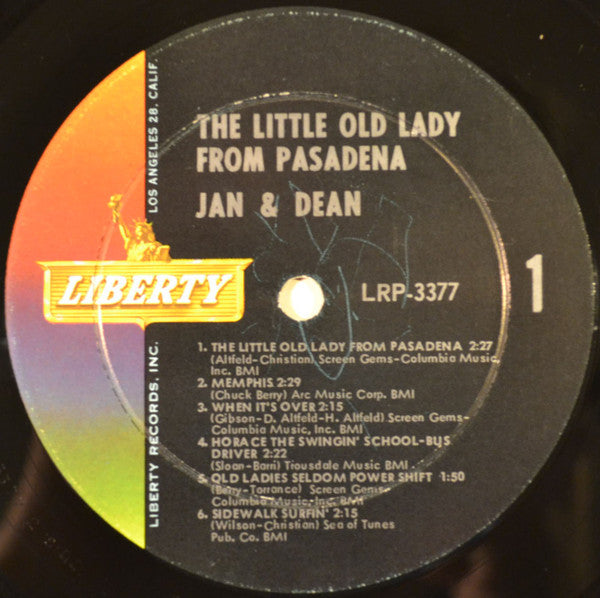 THE LITTLE OLD LADY
FROM PASADENA
JAN & DEAN
LOS ANGELES 28, CALIF.
LIBERTY
LIBERTY RECORDS, INC.
LRP-3377
1
1. THE LITTLE OLD LADY FROM PASADENA 2:27
(Altfeld-Christian) Screen Gems-Columbia Music,
Inc. BMI
2. MEMPHIS 2:29
(Chuck Berry) Arc Music Corp. BMI
3. WHEN IT'S OVER 2:15
(Gibson-D. Altfeld-H. Altfeld) Screen Gems-
Columbia Music, Inc. BMI
4. HORACE THE SWINGIN' SCHOOL-BUS
DRIVER 2:22
(Sloan-Barri) Tiousdale Music BMI
5. OLD LADIES SELDOM POWER SHIFT 1:50
(Berry-Torrance) Screen Gems-
Columbia Music, Inc. BMI
6. SIDEWALK SURFIN' 2:15
(Wilson-Christian) Sea of Tunes
Pub. Co. BMI